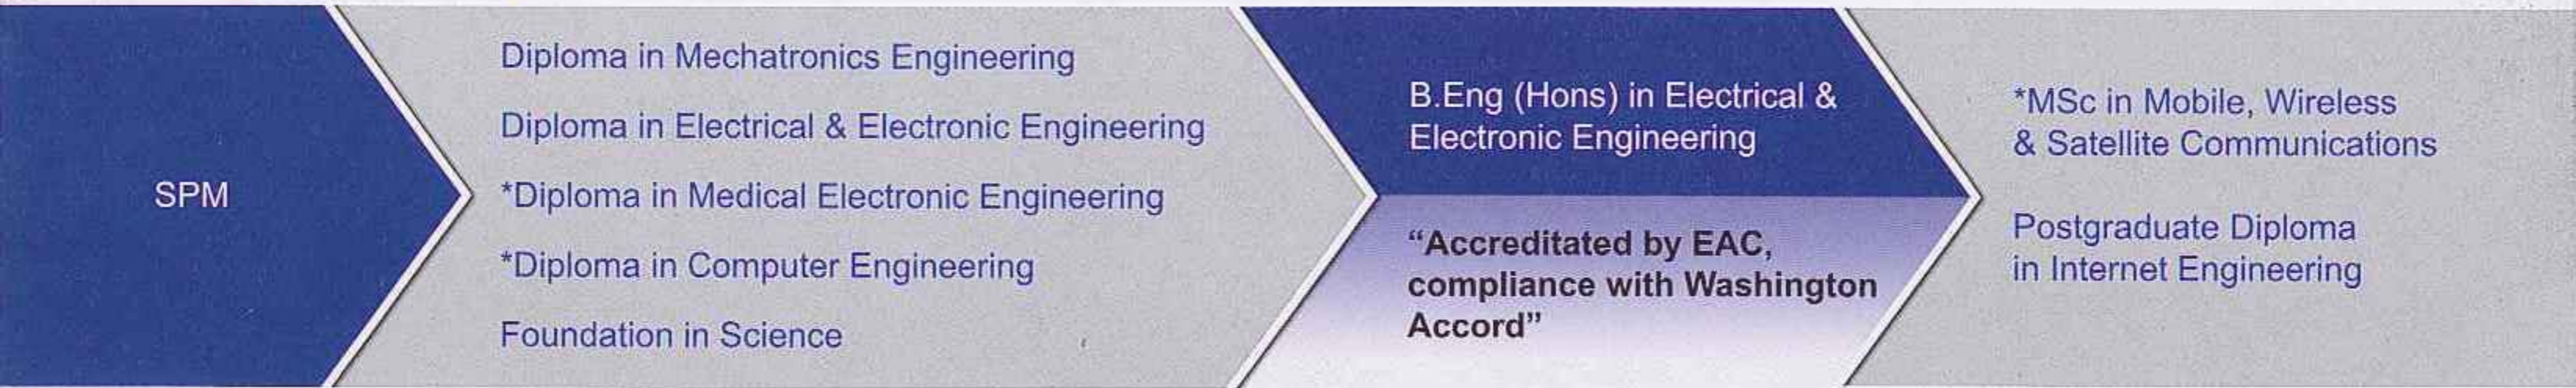 SPM
Diploma in Mechatronics Engineering
Diploma in Electrical & Electronic Engineering
*Diploma in Medical Electronic Engineering
*Diploma in Computer Engineering
Foundation in Science
B.Eng (Hons) in Electrical &
Electronic Engineering
“Accreditated by EAC,
compliance with Washington
Accord”
*MSc in Mobile, Wireless
& Satellite Communications
Postgraduate Diploma
in Internet Engineering